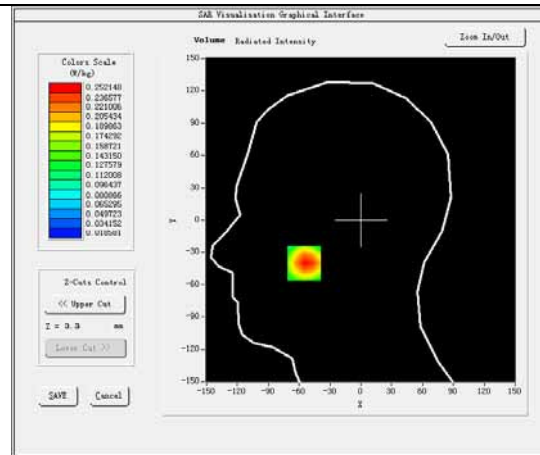 SAR Visualisation Graphical Interface
Volume Radiated Intensity
Zoom In/Out
Colors Scale
(W/kg)
0.252148
0.236577
0.221006
0.205434
0.189863
0.174292
0.158721
0.143150
0.127579
0.112008
0.096437
0.080866
0.065295
0.049723
0.034152
0.018581
Z-Cuts Control
<< Upper Cut
Z = 3.3 mm
Lower Cut >>
SAVE
Cancel
150
120
90
60
30
0
-30
-60
-90
-120
-150
Y
-150 -120 -90 -60 -30 0 30 60 90 120 150
X